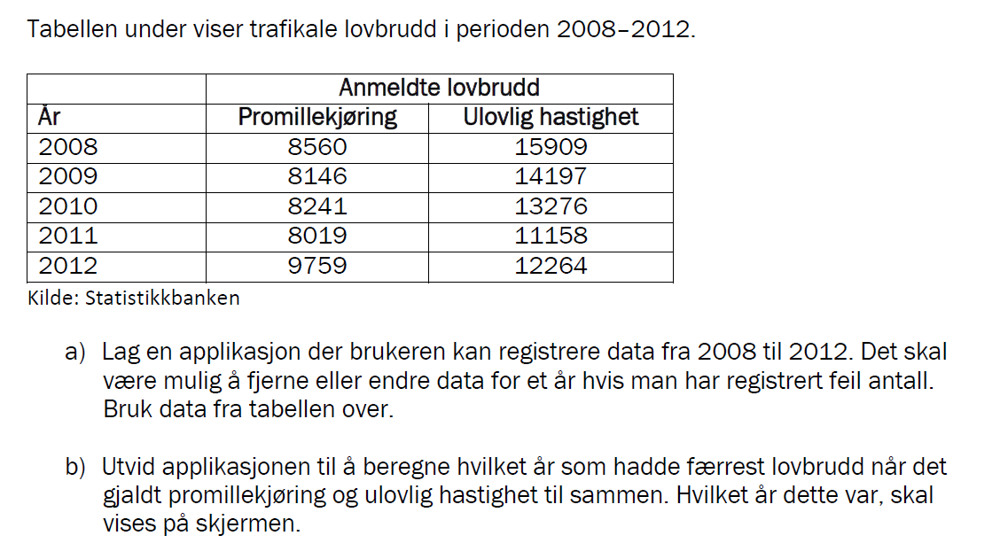 Tabellen under viser trafikale lovbrudd i perioden 2008–2012.
Anmeldte lovbrudd
År Promillekjøring Ulovlig hastighet
2008 8560 15909
2009 8146 14197
2010 8241 13276
2011 8019 11158
2012 9759 12264
Kilde: Statistikkbanken
a) Lag en applikasjon der brukeren kan registrere data fra 2008 til 2012. Det skal
være mulig å fjerne eller endre data for et år hvis man har registrert feil antall.
Bruk data fra tabellen over.
b) Utvid applikasjonen til å beregne hvilket år som hadde færrest lovbrudd når det
gjaldt promillekjøring og ulovlig hastighet til sammen. Hvilket år dette var, skal
vises på skjermen.